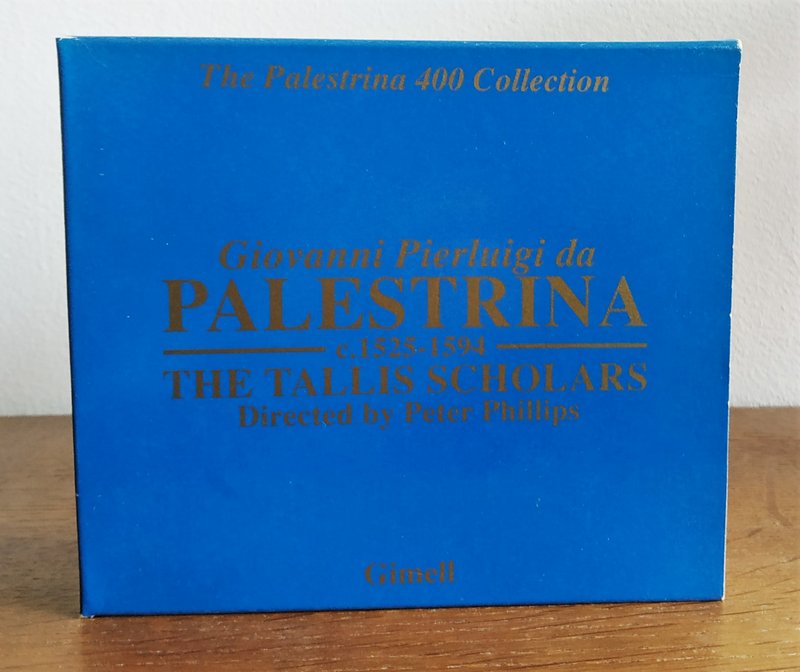 The Palestrina 400 Collection
Giovanni Pierluigi da
PALESTRINA
c.1525-1594
THE TALLIS SCHOLARS
Directed by Peter Phillips
Gimell